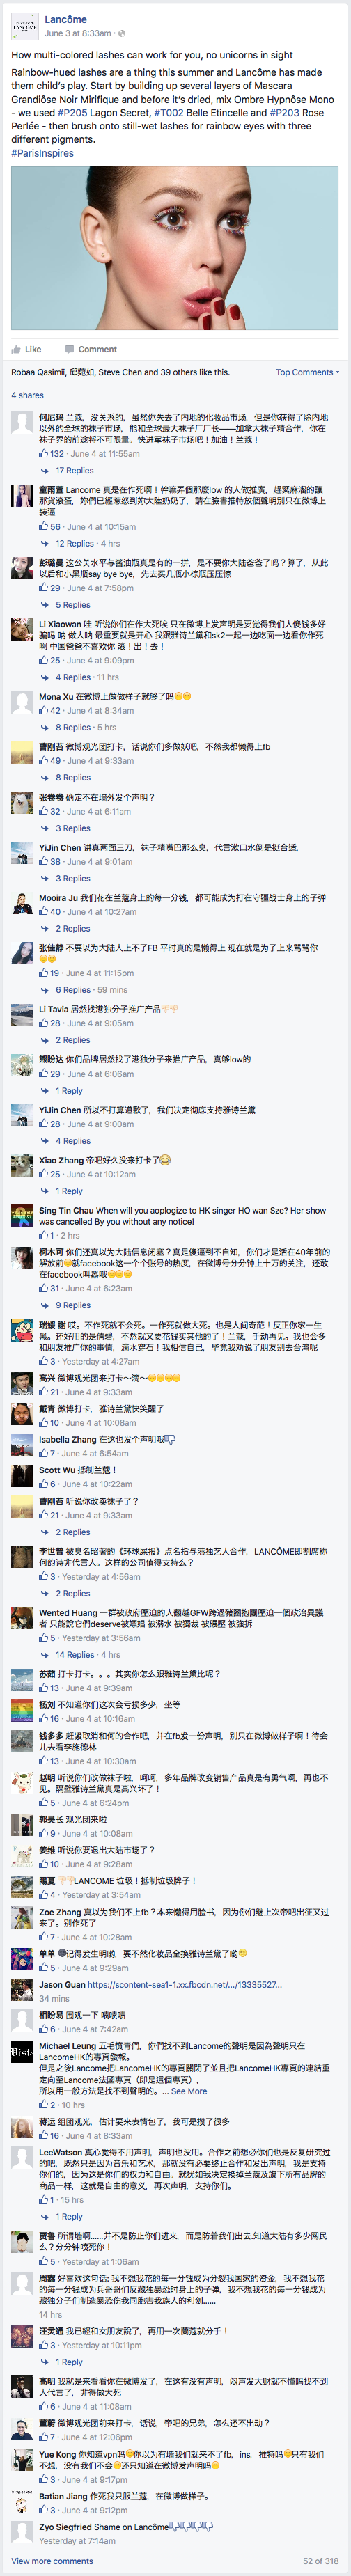 LANCÔME
Lancôme
June 3 at 8:33am ·
How multi-colored lashes can work for you, no unicorns in sight
Rainbow-hued lashes are a thing this summer and Lancôme has made
them child's play. Start by building up several layers of Mascara
Grandiôse Noir Mirifique and before it's dried, mix Ombre Hypnôse Mono
- we used #P205 Lagon Secret, #T002 Belle Etincelle and #P203 Rose
Perlée - then brush onto still-wet lashes for rainbow eyes with three
different pigments.
#ParisInspires
Like Comment
Robaa Qasimii, 邱菀如, Steve Chen and 39 others like this. Top Comments
4 shares
何尼玛 兰蔻，没关系的，虽然你失去了内地的化妆品市场，但是你获得了除内地
以外的全球的袜子市场，能和全球最大袜子厂厂长——加拿大袜子精合作，你在
袜子界的前途将不可限量。快进军袜子市场吧！加油！兰蔻！
132 · June 4 at 11:55am
17 Replies
童雨萱 Lancome 真是在作死啊！幹嘛弄個那麼low 的人做推廣，趕緊麻溜的讓
那貨滾蛋，妳們已經惹怒到妳大陸奶奶了，請在臉書推特放個聲明別只在微博上
裝逼
56 · June 4 at 10:15am
12 Replies · 4 hrs
彭璐曼 这公关水平与酱油瓶真是有的一拼，是不要你大陆爸爸了吗？算了，从此
以后和小黑瓶say bye bye，先去买几瓶小棕瓶压压惊
29 · June 4 at 7:58pm
5 Replies
Li Xiaowan 哇 听说你们在作大死唉 只在微博上发声明是要觉得我们人傻钱多好
骗吗 呐 做人呐 最重要就是开心 我跟雅诗兰黛和sk2一起一边吃面一边看你作死
啊 中国爸爸不喜欢你 滚！出！去！
25 · June 4 at 9:09pm
4 Replies · 11 hrs
Mona Xu 在微博上做做样子就够了吗
42 · June 4 at 8:34am
8 Replies · 5 hrs
曹刚苔 微博观光团打卡，话说你们多做妖吧，不然我都懒得上fb
49 · June 4 at 9:33am
8 Replies
张卷卷 确定不在墙外发个声明？
32 · June 4 at 6:11am
3 Replies
YiJin Chen 讲真两面三刀，袜子精嘴巴那么臭，代言漱口水倒是挺合适,
38 · June 4 at 9:01am
3 Replies
Mooira Ju 我们花在兰蔻身上的每一分钱，都可能成为打在守疆战士身上的子弹
40 · June 4 at 10:27am
2 Replies
张佳静 不要以为大陆人上不了FB 平时真的是懒得上 现在就是为了上来骂骂你
19 · June 4 at 11:15pm
6 Replies · 59 mins
Li Tavia 居然找港独分子推广产品
28 · June 4 at 9:05am
2 Replies
熊盼达 你们品牌居然找了港独分子来推广产品，真够low的
29 · June 4 at 6:06am
1 Reply
YiJin Chen 所以不打算道歉了，我们决定彻底支持雅诗兰黛
28 · June 4 at 9:00am
4 Replies
Xiao Zhang 帝吧好久没来打卡了
25 · June 4 at 10:12am
1 Reply
Sing Tin Chau When will you aoplogize to HK singer HO wan Sze? Her show
was cancelled By you without any notice!
1 · 2 hrs
柯木可 你们还真以为大陆信息闭塞？真是傻逼到不自知，你们才是活在40年前的
解放前 就facebook这一个个账号的热度，在微博号分分钟上十万的关注，还敢
在facebook叫嚣哦
31 · June 4 at 6:23am
9 Replies
瑞媛 謝 哎。不作死就不会死。一作死就做大死。也是人间奇葩！反正你家一生
黑。还好用的是倩碧，不然就又要花钱买其他的了！兰蔻，手动再见。我也会多
和朋友推广你的事情，滴水穿石！我相信自己，毕竟我劝说了朋友别去台湾呢
3 · Yesterday at 4:27am
高兴 微博观光团来打卡～滴～
21 · June 4 at 9:33am
戴青 微博打卡，雅诗兰黛快笑醒了
10 · June 4 at 10:08am
Isabella Zhang 在这也发个声明哦
7 · June 4 at 6:54am
Scott Wu 抵制兰蔻！
6 · June 4 at 10:22am
曹刚苔 听说你改卖袜子了？
21 · June 4 at 9:33am
2 Replies
李世曾 被臭名昭著的《环球屎报》点名指与港独艺人合作，LANCÔME即割席称
何韵诗非代言人。这样的公司值得支持么？
3 · Yesterday at 4:56am
2 Replies
Wented Huang 一群被政府壓迫的人翻越GFW跨過豬圈抱團壓迫一個政治異議
者 只能說它們deserve被嫖娼 被溺水 被獨裁 被碾壓 被強拆
5 · Yesterday at 3:56am
14 Replies · 4 hrs
苏茹 打卡打卡。。。其实你怎么跟雅诗兰黛比呢？
13 · June 4 at 9:39am
杨刘 不知道你们这次会亏损多少，坐等
16 · June 4 at 10:16am
钱多多 赶紧取消和何的合作吧，并在fb发一份声明，别只在微博做样子啊！待会
儿去看李施德林
13 · June 4 at 10:30am
赵明 听说你们改做袜子啦，呵呵，多年品牌改变销售产品真是有勇气啊，再也不
见。隔壁雅诗兰黛真是高兴坏了！
5 · June 4 at 6:24pm
郭昊长 观光团来啦
9 · June 4 at 10:08am
姜维 听说你要退出大陆市场了？
10 · June 4 at 9:28am
陽夏 LANCOME 垃圾！抵制垃圾牌子！
4 · Yesterday at 3:54am
Zoe Zhang 真以为我们不上fb？本来懒得用脸书，因为你们继上次帝吧出征又过
来了。别作死了
7 · June 4 at 10:28am
单单 记得发生明哟，要不然化妆品全换雅诗兰黛了哟
5 · June 4 at 9:29am
Jason Guan https://scontent-sea1-1.xx.fbcdn.net/.../13335527...
34 mins
相盼易 围观一下 啧啧啧
6 · June 4 at 7:42am
Michael Leung 五毛憤青們，你們找不到Lancome的聲明是因為聲明只在
LancomeHK的專頁發報。
但是之後Lancome把LancomeHK的專頁關閉了並且把LancomeHK專頁的連結重
定向至Lancome法國專頁（即是這個專頁），
所以用一般方法是找不到聲明的。... See More
2 · 10 hrs
蒋运 组团观光，估计要来表情包了，我可是攒了很多
16 · June 4 at 8:33am
LeeWatson 真心觉得不用声明，声明也没用。合作之前想必你们也是反复研究过
的吧，既然只是因为音乐和艺术，那就没有必要终止合作和发出声明，我是支持
你们的，因为这是你们的权力和自由。就犹如我决定换掉兰蔻及旗下所有品牌的
商品一样，这就是自由的意义，再次声明，支持你们。
1 · 15 hrs
1 Reply
贾鲁 所谓墙啊......并不是防止你们进来，而是防着我们出去.知道大陆有多少网民
么？分分钟喷死你！
5 · Yesterday at 1:06am
周鑫 好喜欢这句话: 我不想我花的每一分钱成为分裂我国家的资金，我不想我花
的每一分钱成为兵哥哥们反藏独暴恐时身上的子弹，我不想我花的每一分钱成为
藏独分子们制造暴恐伤我同胞害我族人的利剑......
14 hrs
汪灵通 我已經和女朋友說了，再用一次蘭蔻就分手！
3 · Yesterday at 10:11pm
1 Reply
高明 我就是来看看你在微博发了，在这有没有声明，闷声发大财就不懂吗找不到
人代言了，非得做大死
6 · June 4 at 11:08am
董蔚 微博观光团前来打卡，话说，帝吧的兄弟，怎么还不出动？
7 · June 4 at 12:06pm
Yue Kong 你知道vpn吗 你以为有墙我们就来不了fb，ins，推特吗 只有我们
不想，没有我们不会 还只知道在微博发声明吗
3 · June 4 at 9:17pm
Batian Jiang 作死我只服兰蔻，在微博做样子。
3 · June 4 at 9:12pm
Zyo Siegfried Shame on Lancôme
Yesterday at 7:14am
View more comments 52 of 318